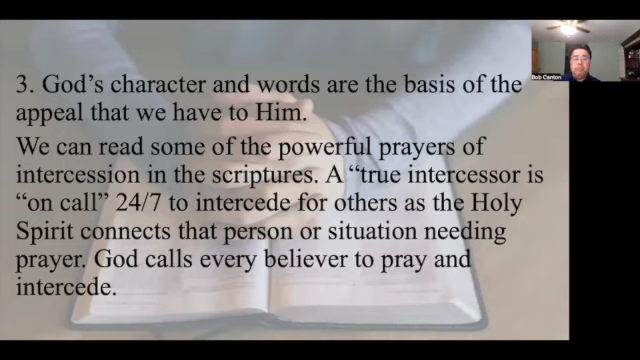 3. God’s character and words are the basis of the
appeal that we have to Him.
We can read some of the powerful prayers of
intercession in the scriptures. A “true intercessor is
“on call” 24/7 to intercede for others as the Holy
Spirit connects that person or situation needing
prayer. God calls every believer to pray and
intercede.
Bob Canton